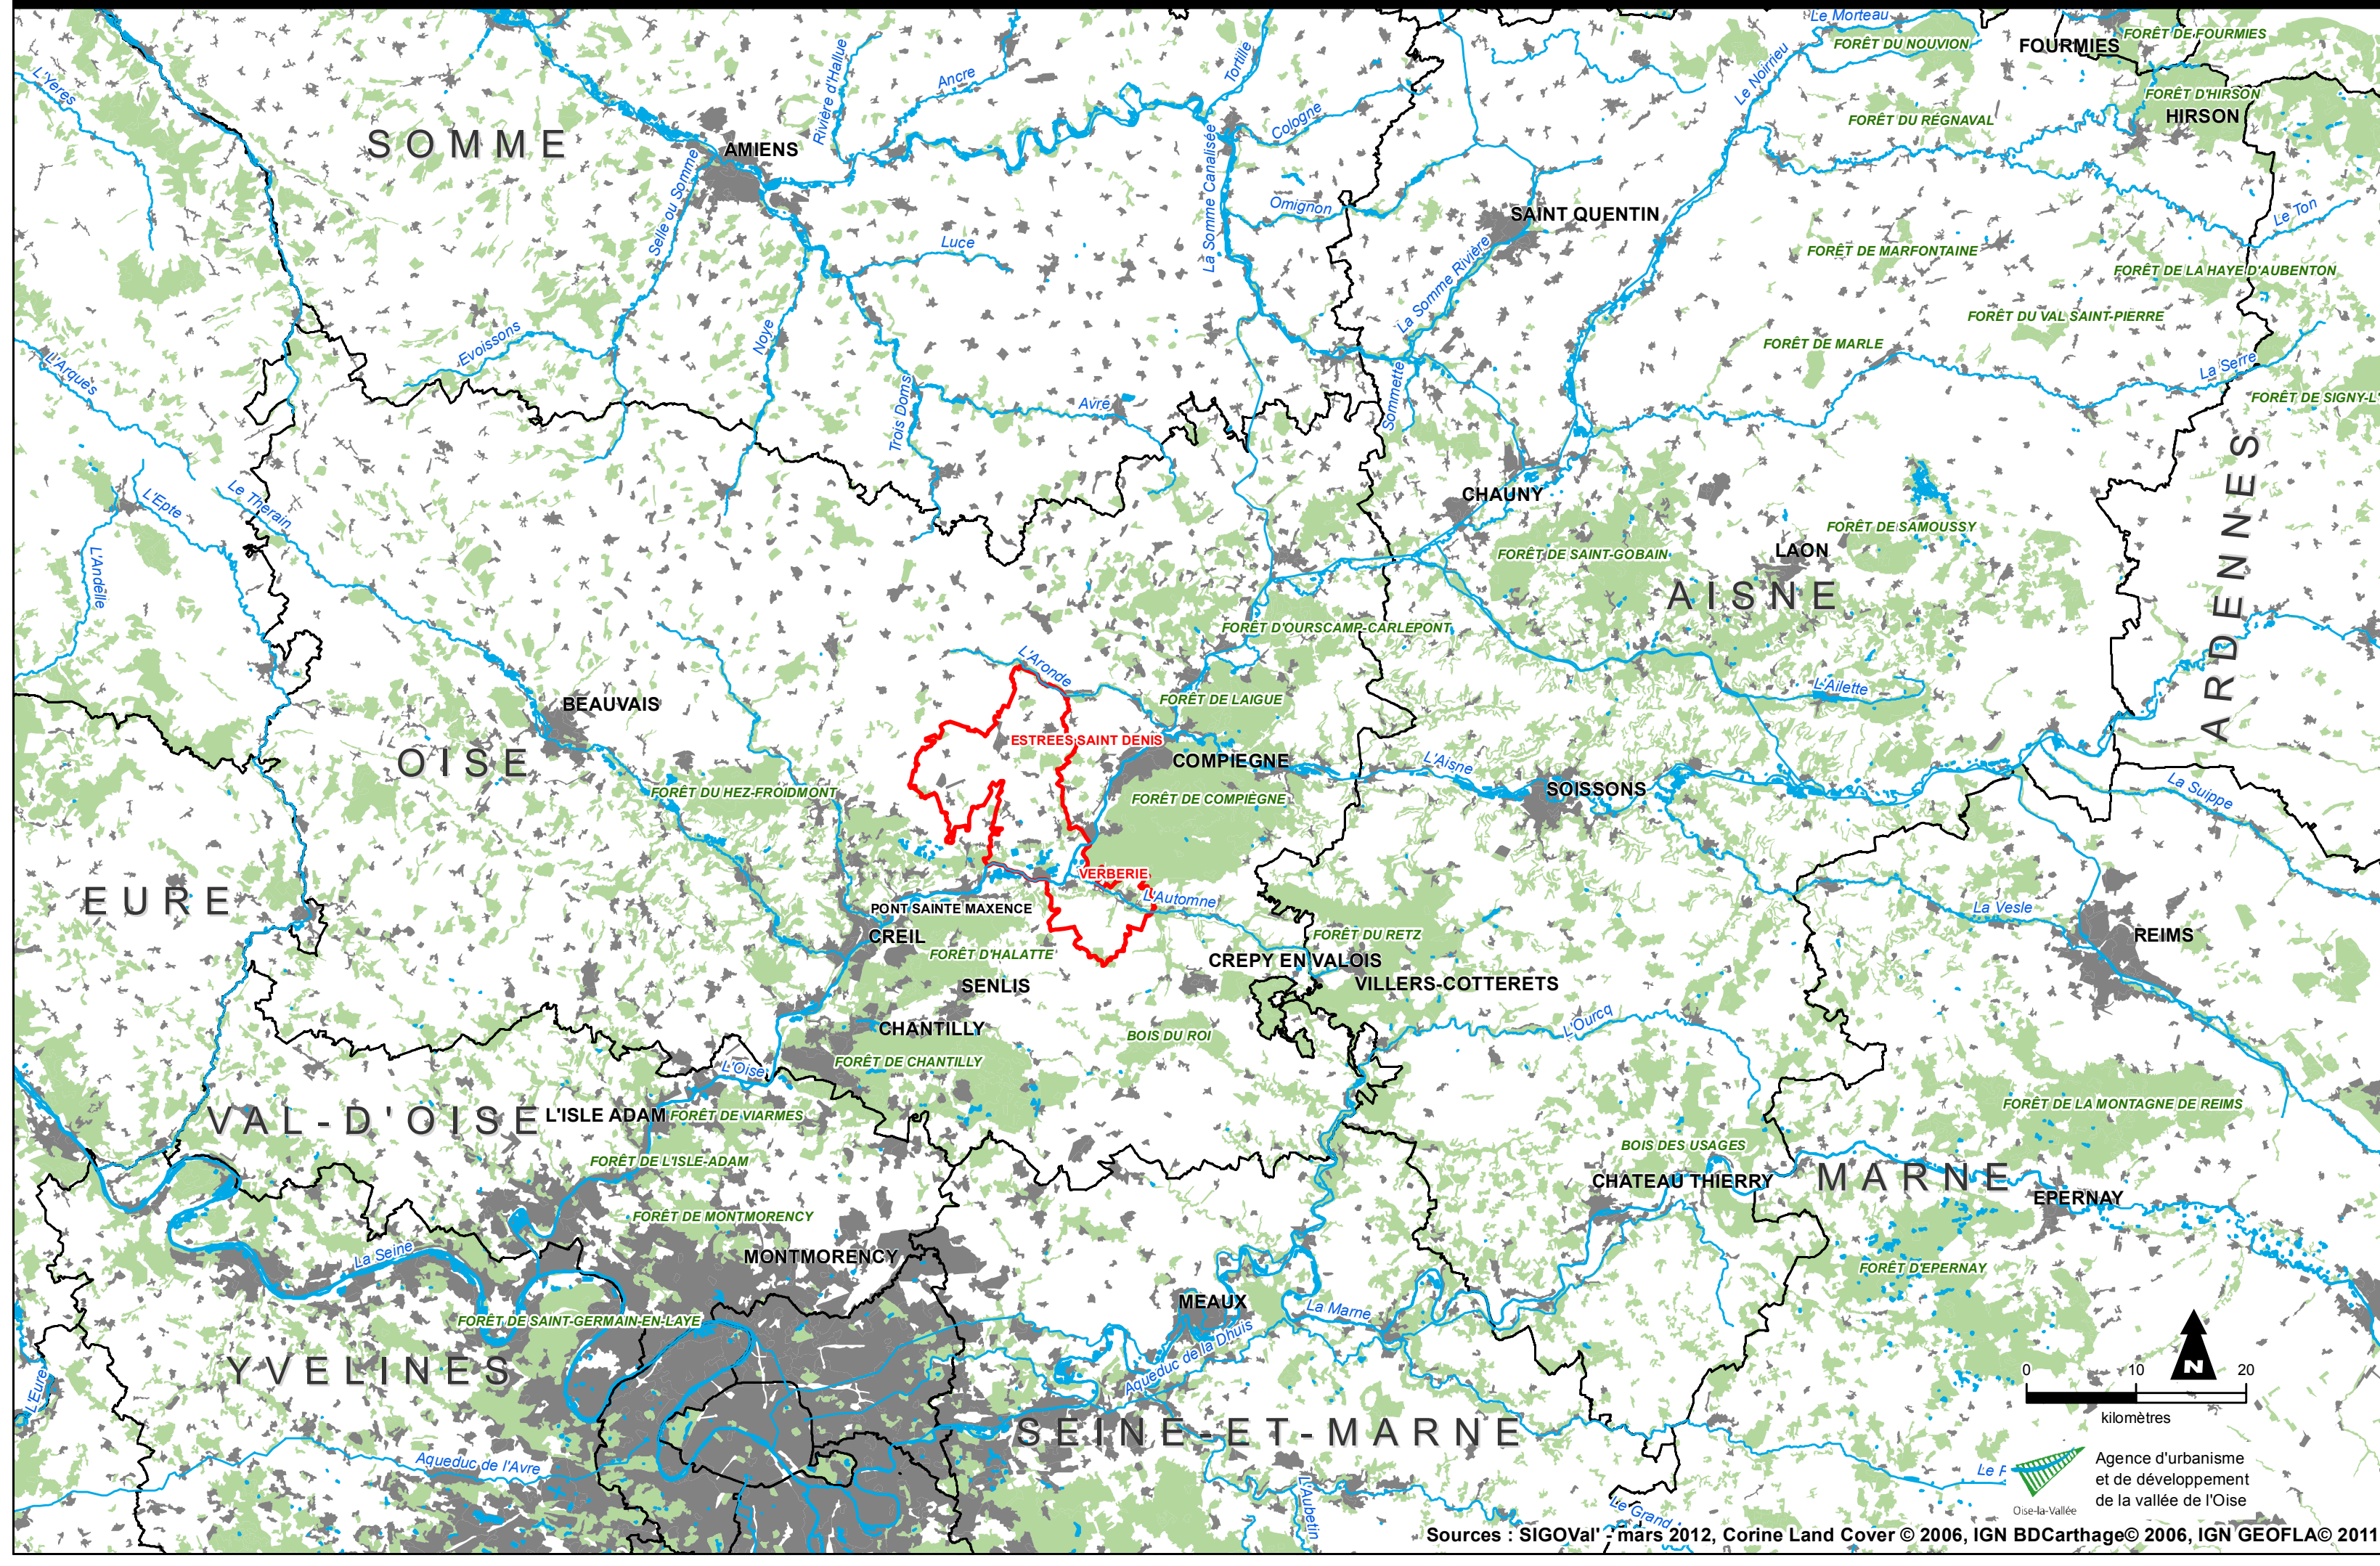 Le Morteau
FORÊT DU NOUVION
FOURMIES
FORÊT DE FOURMIES
L'Yeres
Rivière d'Hallue
Ancre
Tortille
Le Noirrieu
FORÊT D'HIRSON
HIRSON
SOMME
AMIENS
Cologne
FORÊT DU RÉGNAVAL
La Somme Canalisée
Selle ou Somme
Omignon
SAINT QUENTIN
Le Ton
Luce
La Somme Rivière
FORÊT DE MARFONTAINE
FORÊT DE LA HAYE D'AUBENTON
FORÊT DU VAL SAINT-PIERRE
Evoissons
Noye
FORÊT DE MARLE
La Serre
L'Arques
Trois Doms
Avre
Sommette
FORÊT DE SIGNY-L'
L'Epte
Le Thérain
CHAUNY
FORÊT DE SAMOUSSY
L'Andelle
FORÊT DE SAINT-GOBAIN
LAON
AISNE
ARDENNES
FORÊT D'OURSCAMP-CARLEPONT
L'Aronde
FORÊT DE LAIGUE
L'Ailette
BEAUVAIS
ESTREES SAINT DENIS
OISE
COMPIEGNE
L'Aisne
SOISSONS
La Suippe
FORÊT DU HEZ-FROIDMONT
FORÊT DE COMPIÈGNE
VERBERIE
EURE
L'Automne
PONT SAINTE MAXENCE
La Vesle
CREIL
FORÊT DU RETZ
REIMS
FORÊT D'HALATTE
CREPY EN VALOIS
SENLIS
VILLERS-COTTERETS
CHANTILLY
BOIS DU ROI
L'Ourcq
FORÊT DE CHANTILLY
L'Oise
VAL-D'OISE
L'ISLE ADAM
FORÊT DE VIARMES
FORÊT DE LA MONTAGNE DE REIMS
BOIS DES USAGES
FORÊT DE L'ISLE-ADAM
CHATEAU THIERRY
MARNE
EPERNAY
FORÊT DE MONTMORENCY
La Seine
MONTMORENCY
FORÊT D'EPERNAY
MEAUX
La Marne
FORÊT DE SAINT-GERMAIN-EN-LAYE
Aqueduc de la Dhuis
YVELINES
L'Eure
0 10 20
N
kilomètres
SEINE-ET-MARNE
Aqueduc de l'Avre
Le
L'Aubetin
Le Grand
Agence d'urbanisme
et de développement
de la vallée de l'Oise
Oise-la-Vallée
Sources : SIGOVal' - mars 2012, Corine Land Cover © 2006, IGN BDCarthage© 2006, IGN GEOFLA© 2011